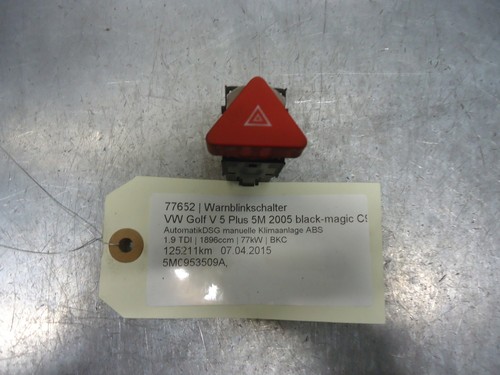 77652 | Warnblinkschalter
VW Golf V 5 Plus 5M 2005 black-magic C9
AutomatikDSG manuelle Klimaanlage ABS
1.9 TDI | 1896ccm | 77kW | BKC
125211km 07.04.2015
5M0953509A,